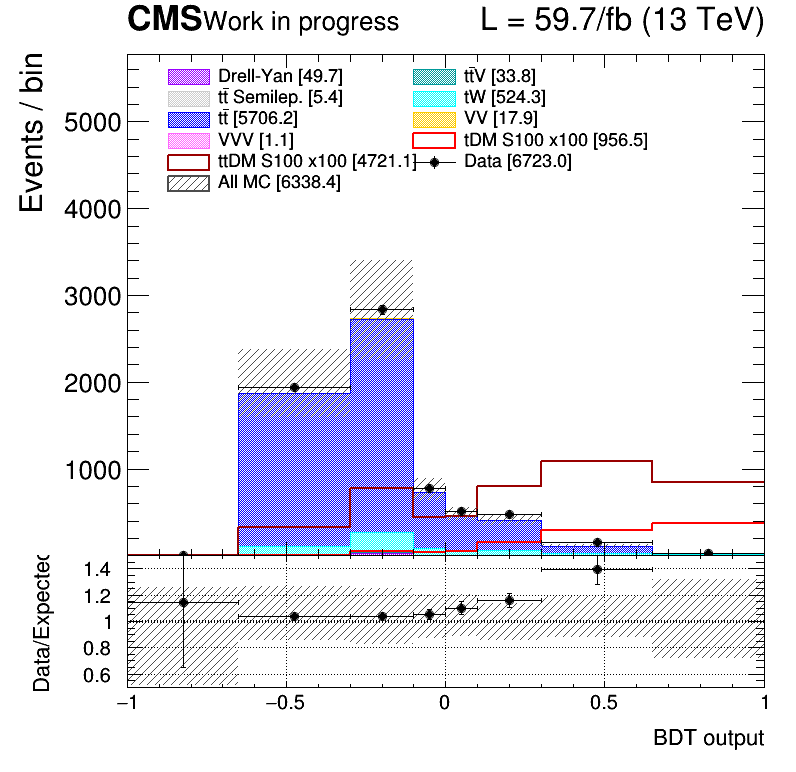 CMS Work in progress L = 59.7/fb (13 TeV)
Events / bin
Drell-Yan [49.7] tt̄V [33.8]
tt̄ Semilep. [5.4] tW [524.3]
tt̄ [5706.2] VV [17.9]
VVV [1.1] tDM S100 x100 [956.5]
ttDM S100 x100 [4721.1] Data [6723.0]
All MC [6338.4]
5000
4000
3000
2000
1000
Data/Expected
1.4
1.2
1
0.8
0.6
−1 −0.5 0 0.5 1
BDT output